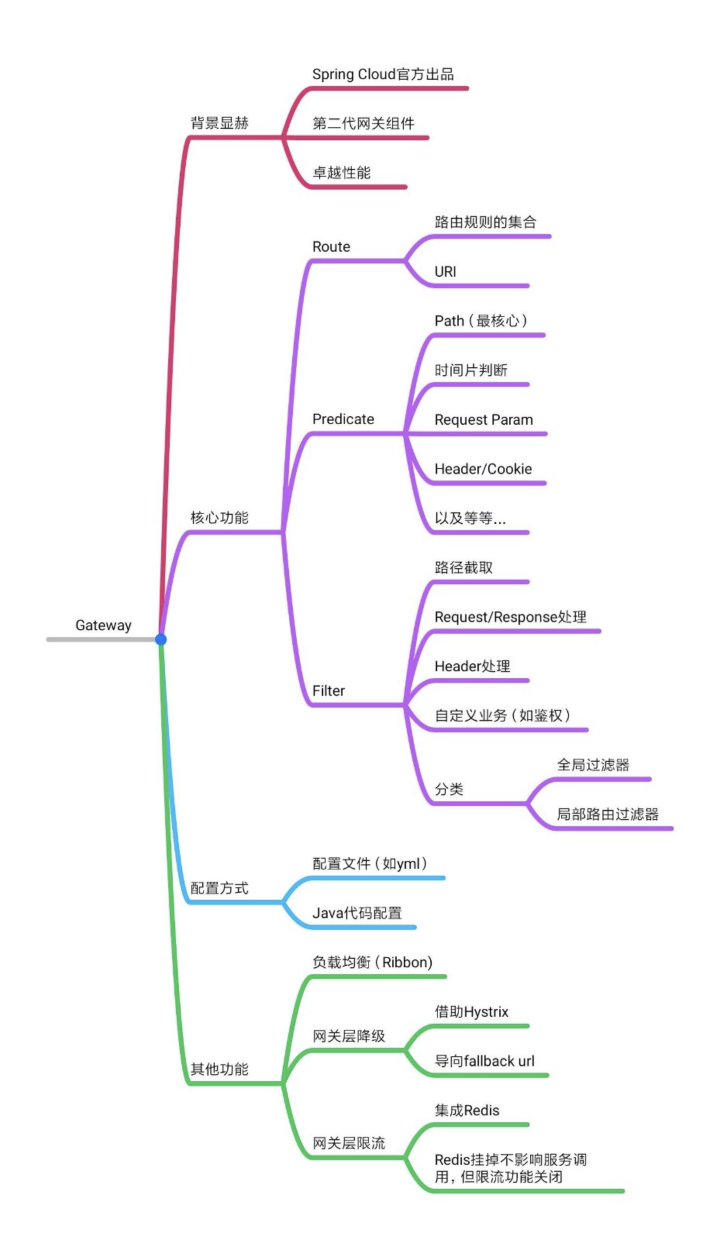 Spring Cloud官方出品
背景显赫
第二代网关组件
卓越性能
路由规则的集合
Route
URI
Path（最核心）
时间片判断
Predicate
Request Param
Header/Cookie
以及等等...
核心功能
路径截取
Request/Response处理
Gateway
Header处理
Filter
自定义业务（如鉴权）
全局过滤器
分类
局部路由过滤器
配置文件（如yml）
配置方式
Java代码配置
负载均衡（Ribbon)
借助Hystrix
网关层降级
导向fallback url
其他功能
集成Redis
网关层限流
Redis挂掉不影响服务调
用，但限流功能关闭